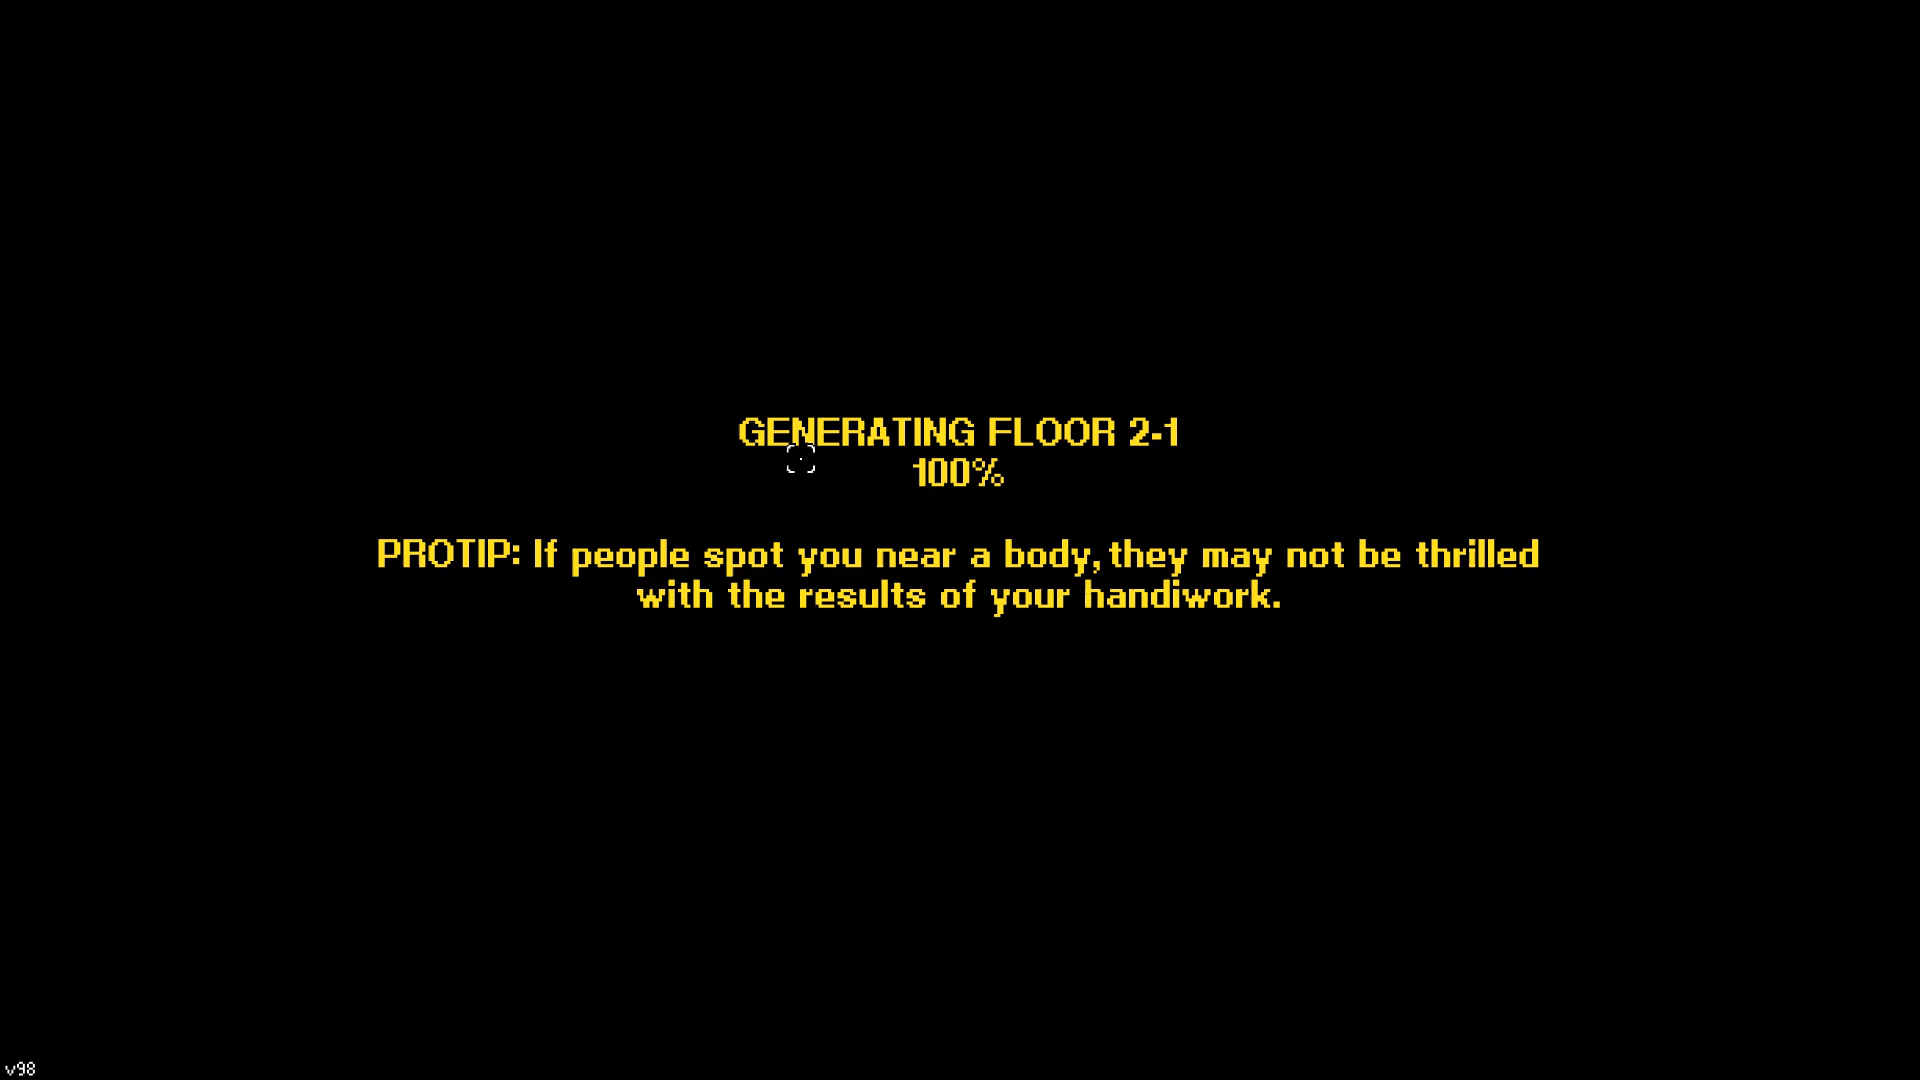 GENERATING FLOOR 2-1
100%
PROTIP: If people spot you near a body, they may not be thrilled
with the results of your handiwork.
v98